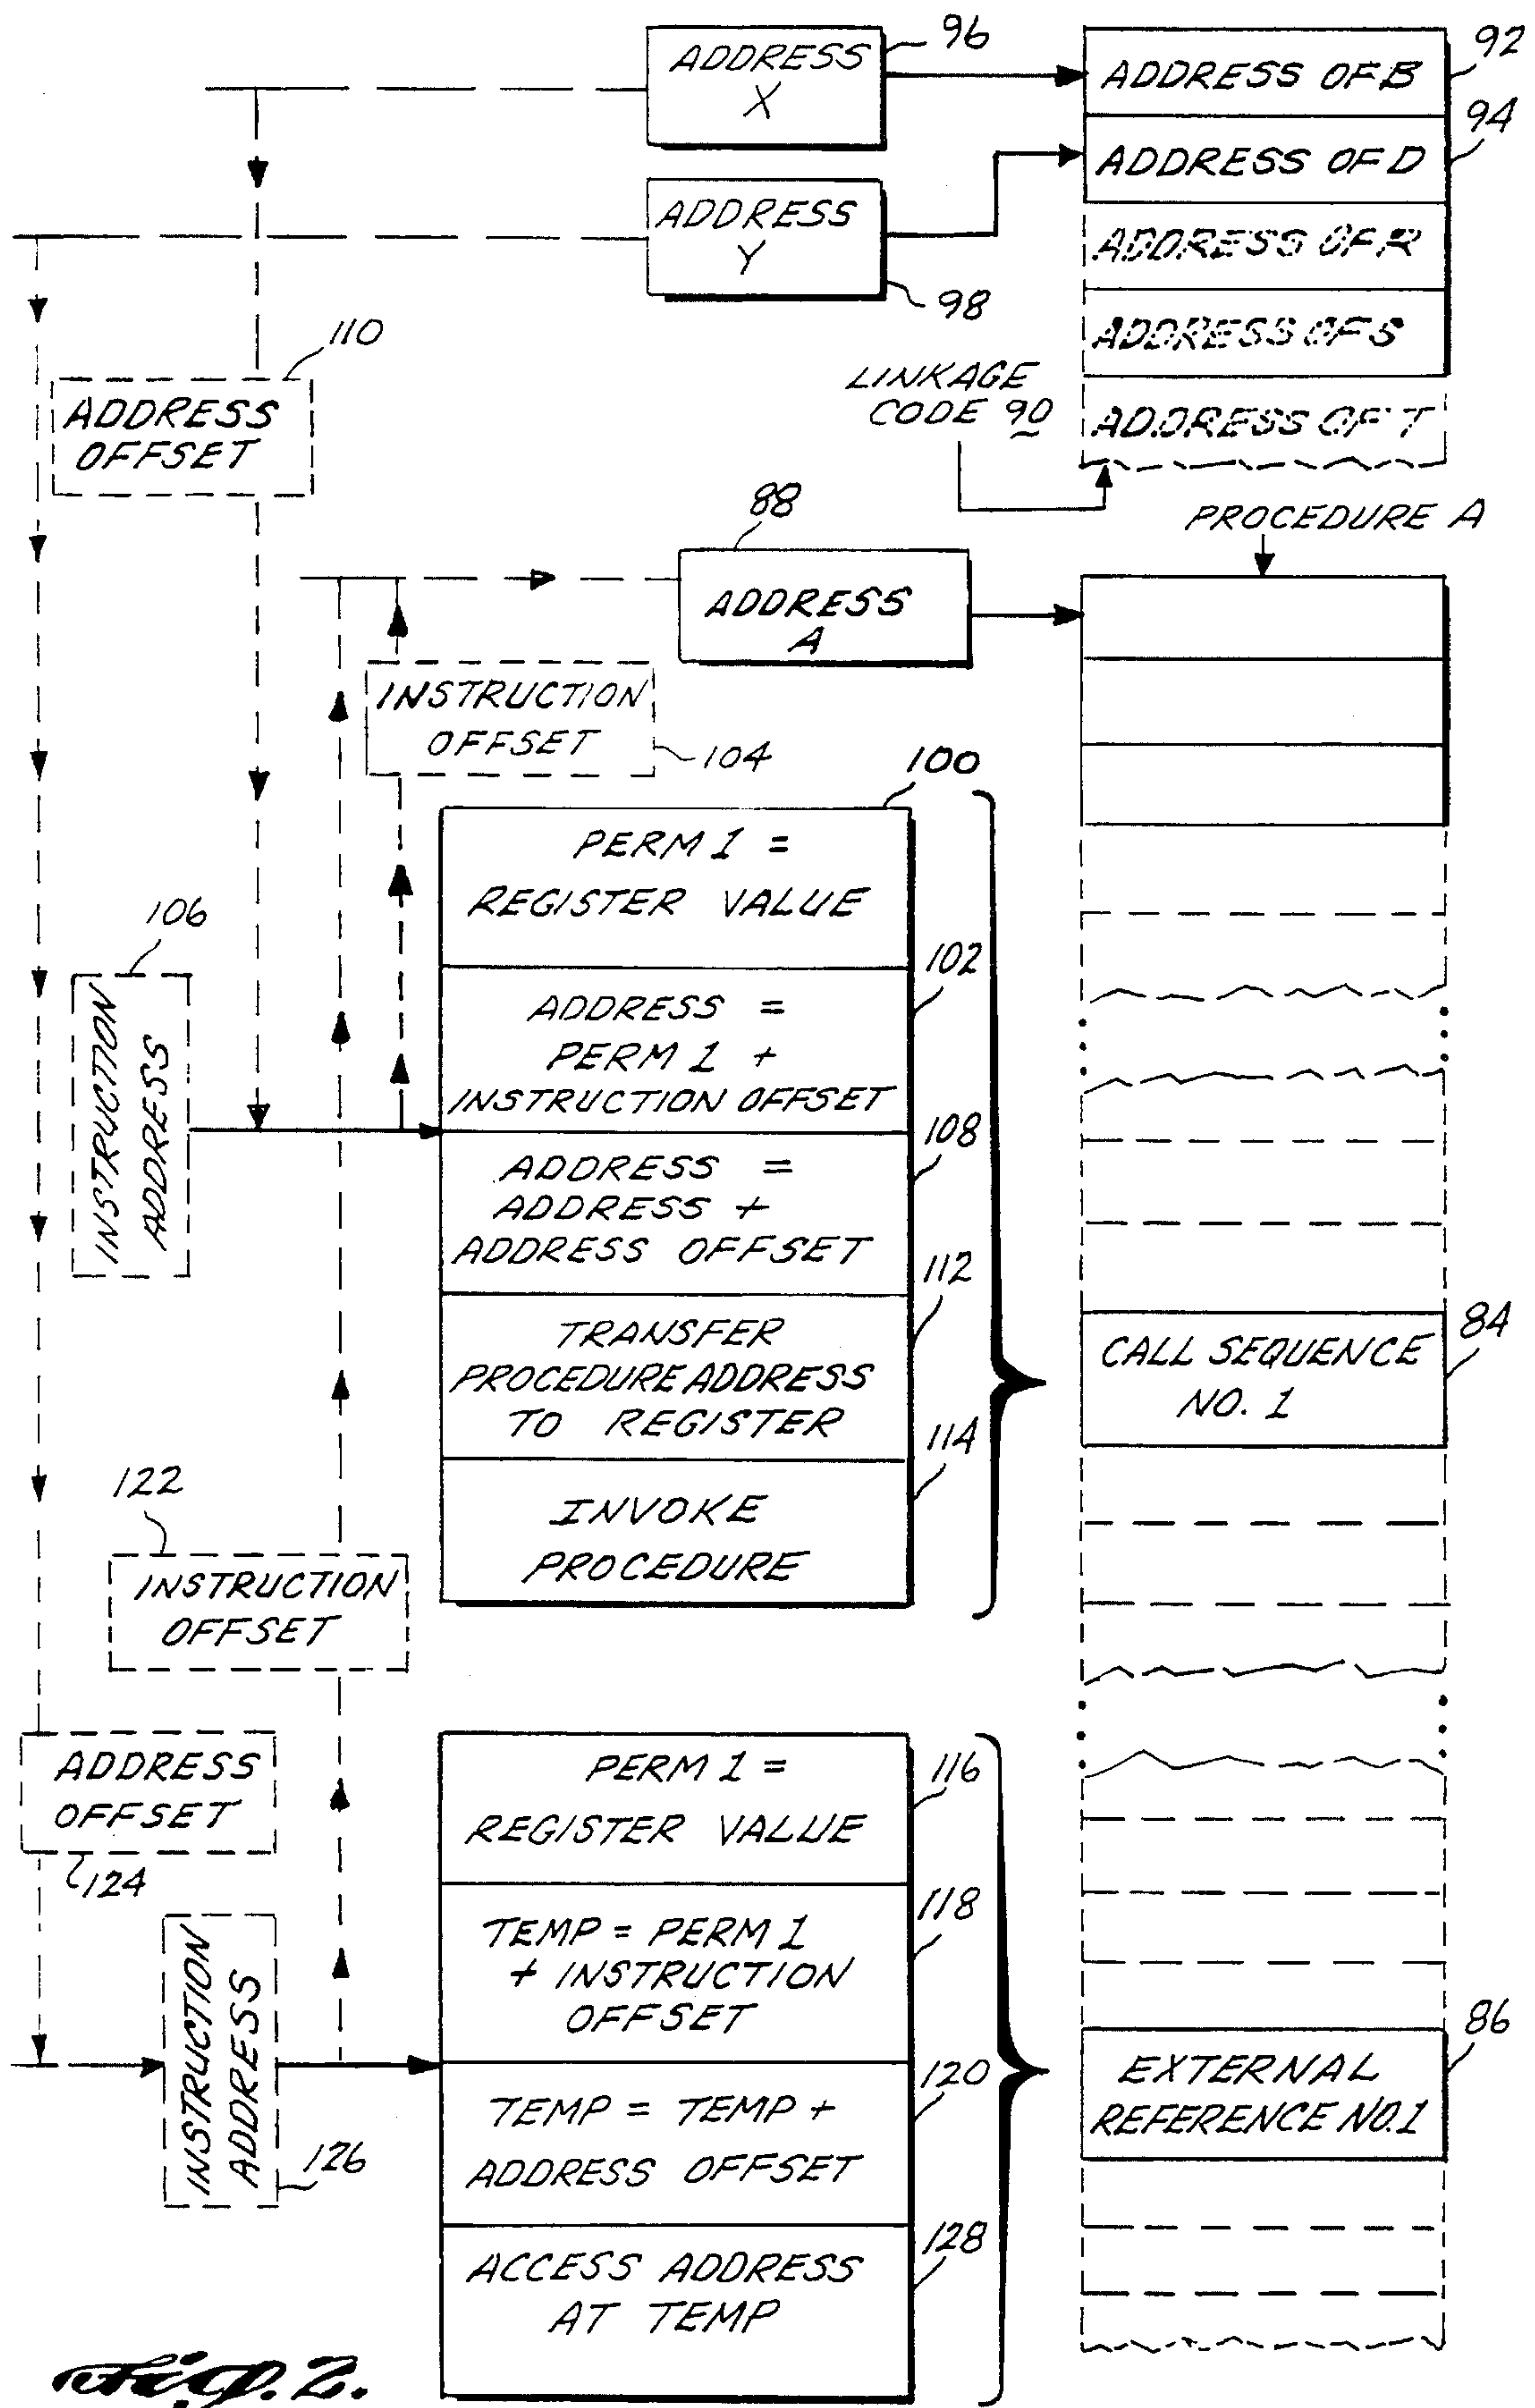 ADDRESS
X
96
ADDRESS OF B
92
ADDRESS OF D
94
ADDRESS
Y
98
ADDRESS OF R
ADDRESS OF S
ADDRESS OF T
110
ADDRESS
OFFSET
LINKAGE
CODE 90
PROCEDURE A
88
ADDRESS
A
INSTRUCTION
OFFSET
104
100
PERM 1 =
REGISTER VALUE
102
ADDRESS =
PERM 1 +
INSTRUCTION OFFSET
106
INSTRUCTION
ADDRESS
108
ADDRESS =
ADDRESS +
ADDRESS OFFSET
112
TRANSFER
PROCEDURE ADDRESS
TO REGISTER
114
INVOKE
PROCEDURE
CALL SEQUENCE
NO. 1
84
122
INSTRUCTION
OFFSET
ADDRESS
OFFSET
124
PERM 1 =
REGISTER VALUE
116
118
TEMP = PERM 1
+ INSTRUCTION
OFFSET
INSTRUCTION
ADDRESS
126
120
TEMP = TEMP +
ADDRESS OFFSET
128
ACCESS ADDRESS
AT TEMP
EXTERNAL
REFERENCE NO. 1
86
Fig. 2.